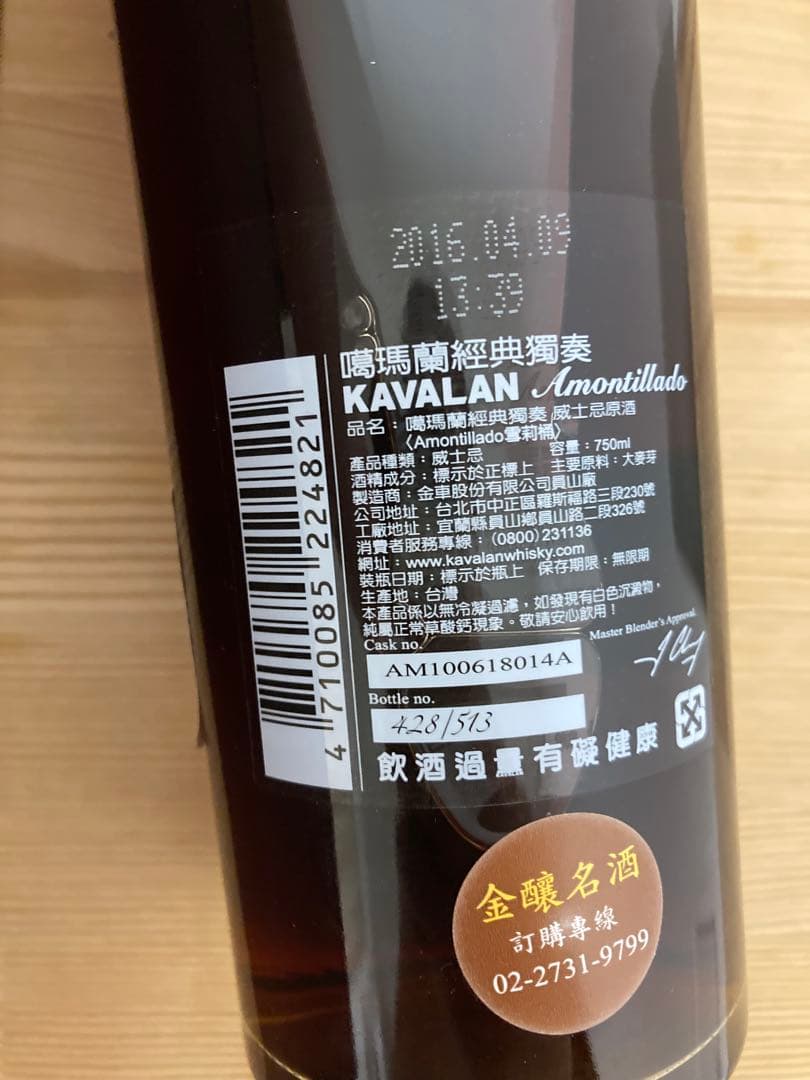 2016.04.09
13:39
噶瑪蘭經典獨奏
KAVALAN Amontillado
品名：噶瑪蘭經典獨奏 威士忌原酒
〈Amontillado雪莉桶〉
產品種類：威士忌 容量：750ml
酒精成分：標示於正標上 主要原料：大麥芽
製造商：金車股份有限公司員山廠
公司地址：台北市中正區羅斯福路三段230號
工廠地址：宜蘭縣員山鄉員山路二段326號
消費者服務專線：(0800) 231136
網址：www.kavalanwhisky.com
裝瓶日期：標示於瓶上 保存期限：無限期
生產地：台灣
本產品係以無冷凝過濾，如發現有白色沉澱物，
純屬正常草酸鈣現象。敬請安心飲用！
Cask no. Master Blender's Approval
AM100618014A
Bottle no.
428/513
飲酒過量有礙健康
4 710085 224821
金釀名酒
訂購專線
02-2731-9799